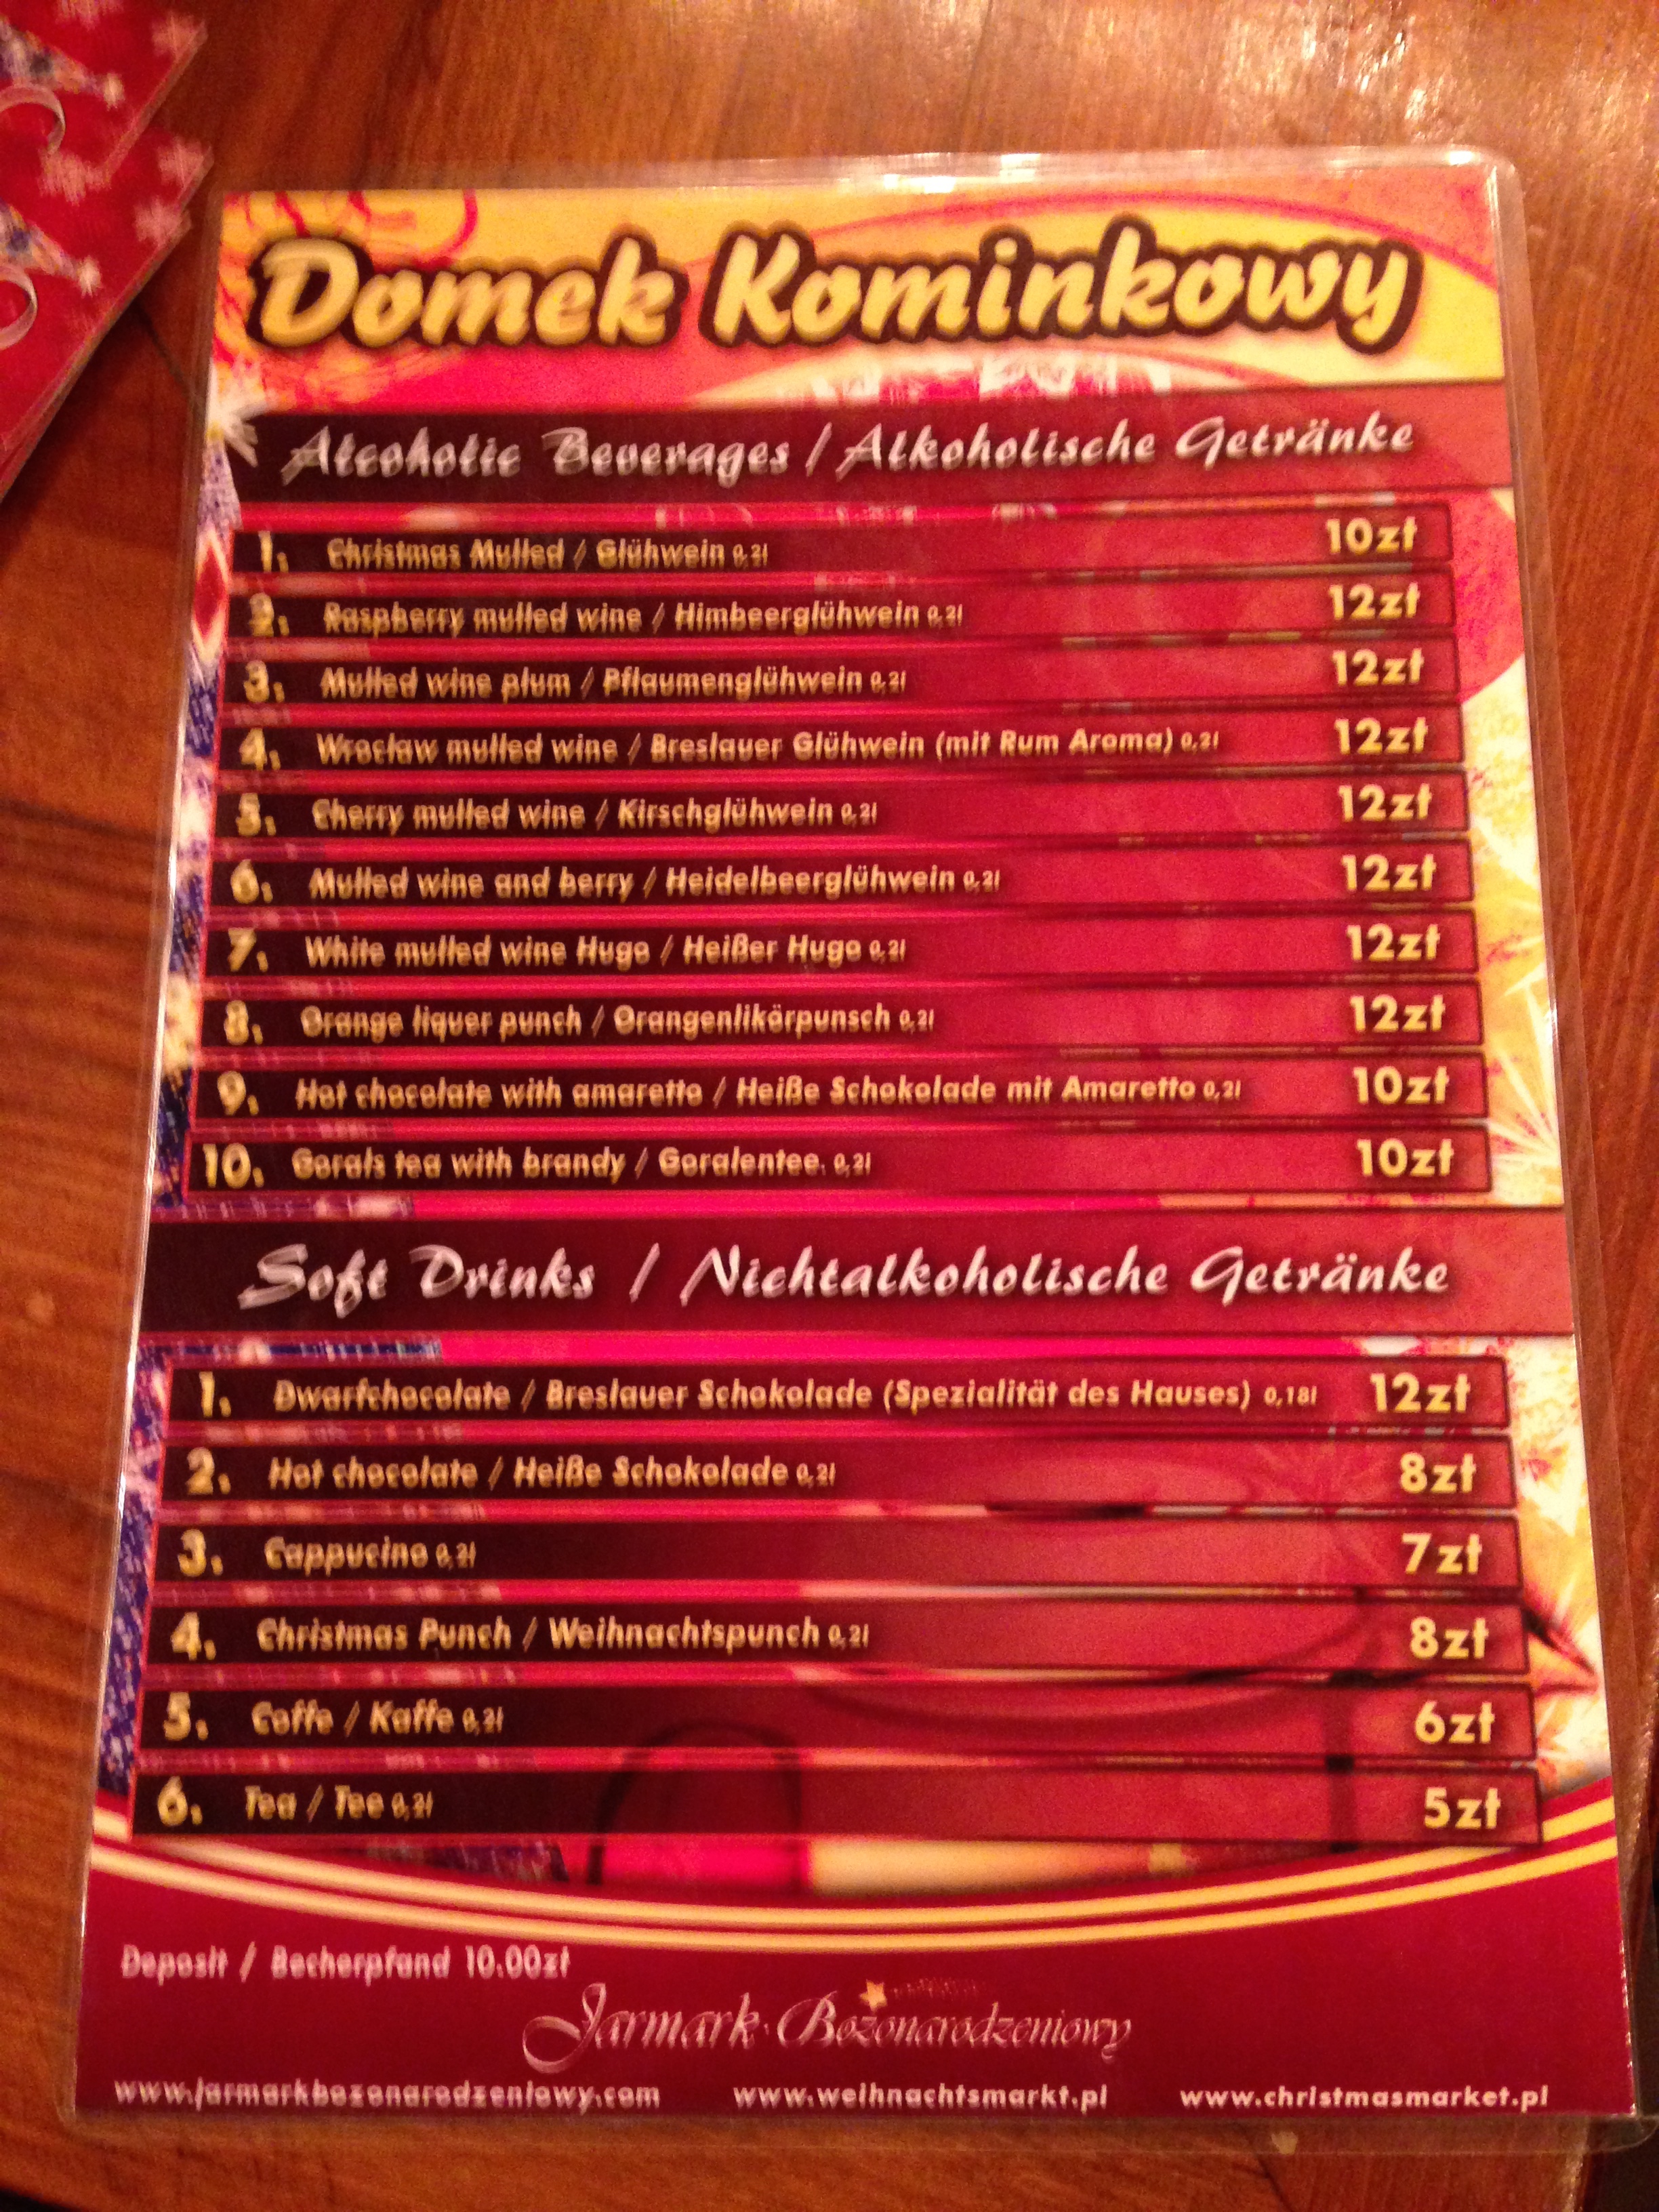 Domek Kominkowy
Alcoholic Beverages / Alkoholische Getränke
1. Christmas Mulled / Glühwein 0,2l 10zł
2. Raspberry mulled wine / Himbeerglühwein 0,2l 12zł
3. Mulled wine plum / Pflaumenglühwein 0,2l 12zł
4. Wrocław mulled wine / Breslauer Glühwein (mit Rum Aroma) 0,2l 12zł
5. Cherry mulled wine / Kirschglühwein 0,2l 12zł
6. Mulled wine and berry / Heidelbeerglühwein 0,2l 12zł
7. White mulled wine Hugo / Heißer Hugo 0,2l 12zł
8. Orange liquer punch / Orangenlikörpunsch 0,2l 12zł
9. Hot chocolate with amaretto / Heiße Schokolade mit Amaretto 0,2l 10zł
10. Gorals tea with brandy / Goralentee. 0,2l 10zł
Soft Drinks / Nichtalkoholische Getränke
1. Dwarfchocolate / Breslauer Schokolade (Spezialität des Hauses) 0,18l 12zł
2. Hot chocolate / Heiße Schokolade 0,2l 8zł
3. Cappucino 0,2l 7zł
4. Christmas Punch / Weihnachtspunch 0,2l 8zł
5. Coffe / Kaffe 0,2l 6zł
6. Tea / Tee 0,2l 5zł
Deposit / Becherpfand 10.00zł
Jarmark Bożonarodzeniowy
www.jarmarkbozonarodzeniowy.com www.weihnachtsmarkt.pl www.christmasmarket.pl